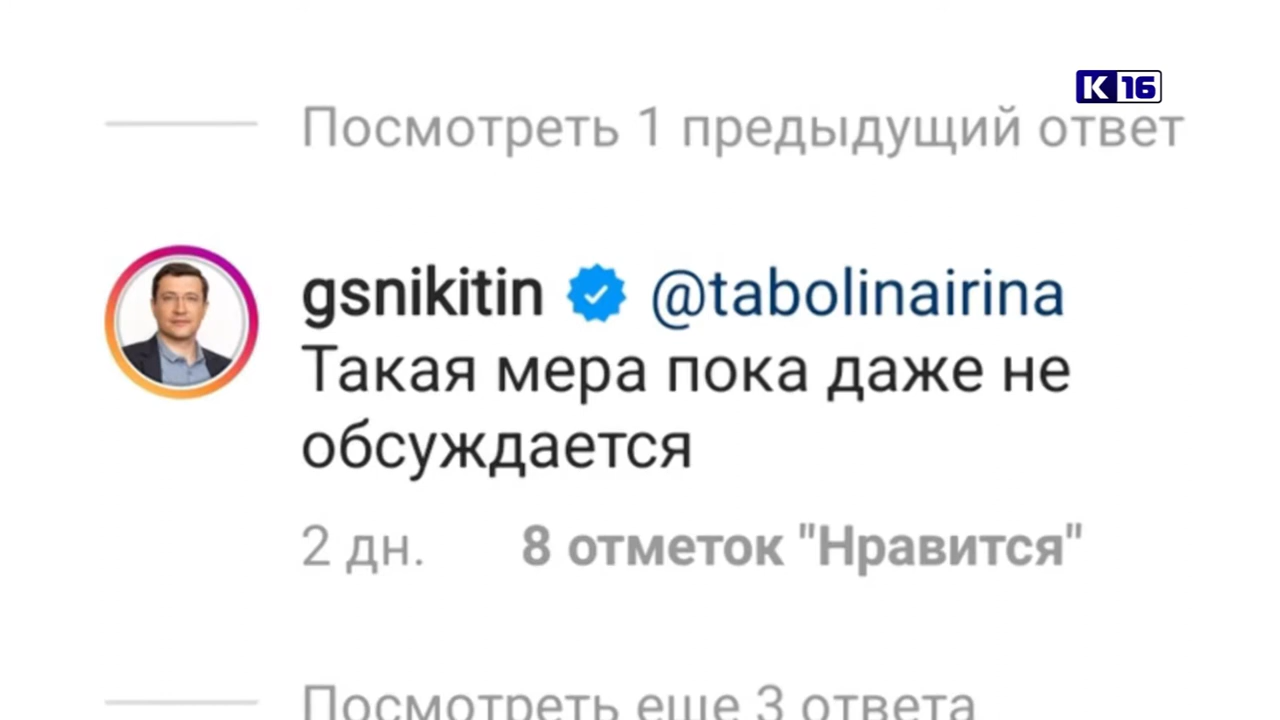 К 16
Посмотреть 1 предыдущий ответ
gsnikitin @tabolinairina
Такая мера пока даже не
обсуждается
2 дн. 8 отметок "Нравится"
Посмотреть еще 3 ответа